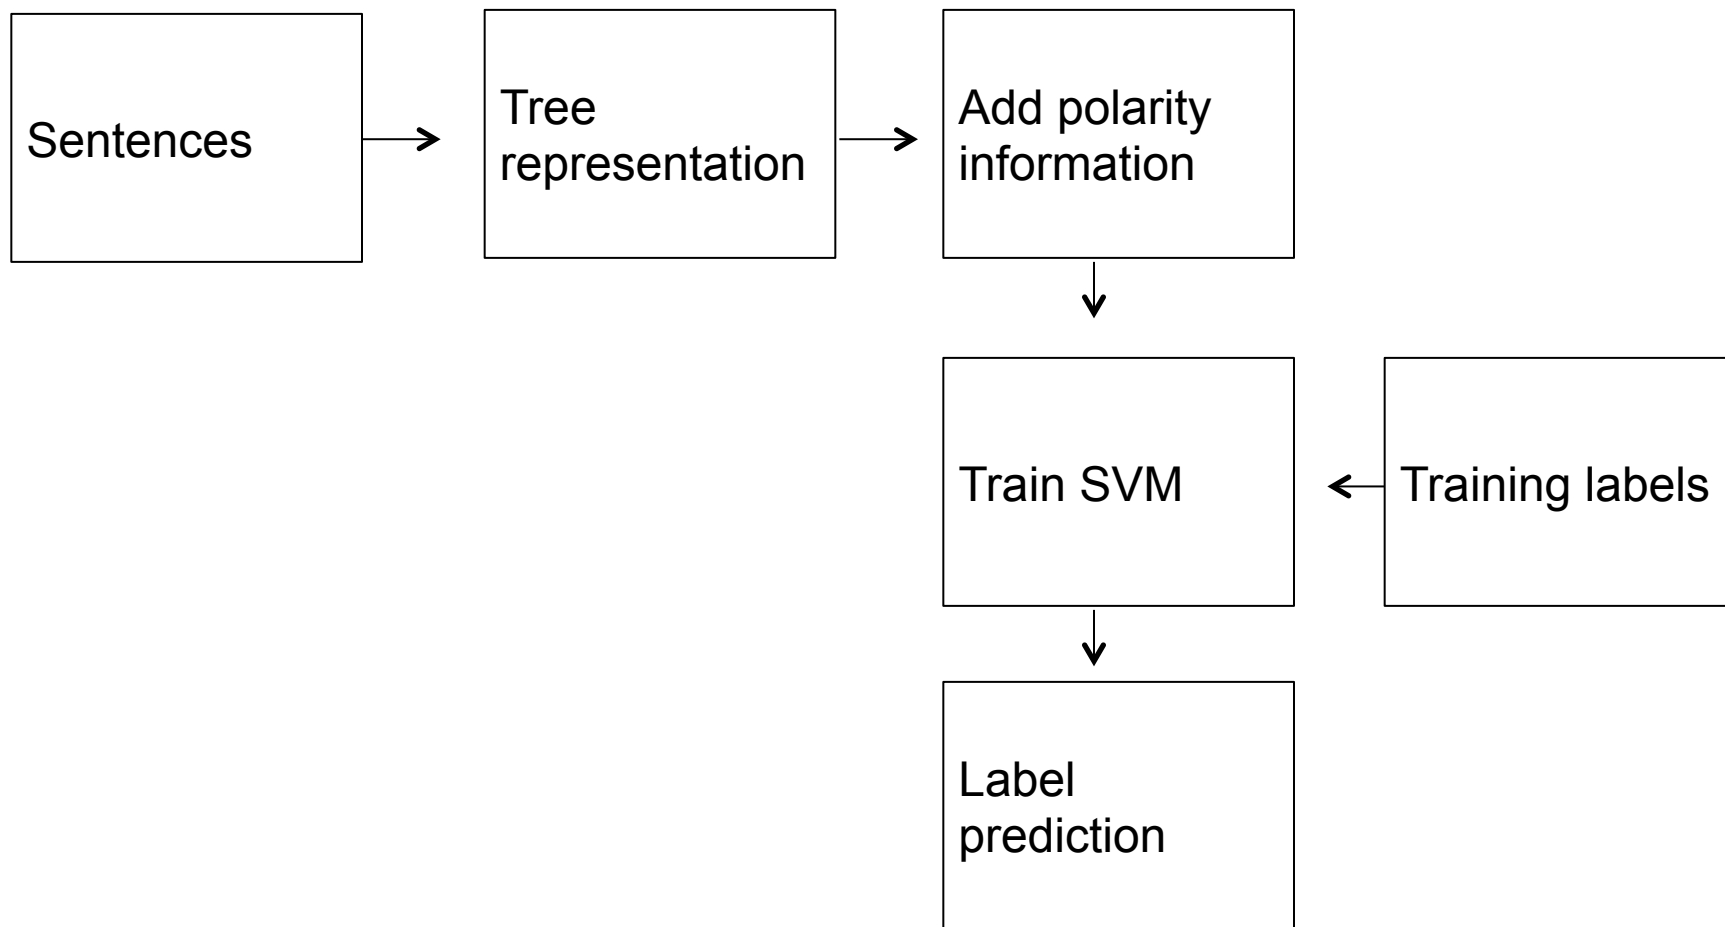 Sentences
Tree
representation
Add polarity
information
Train SVM
Training labels
Label
prediction